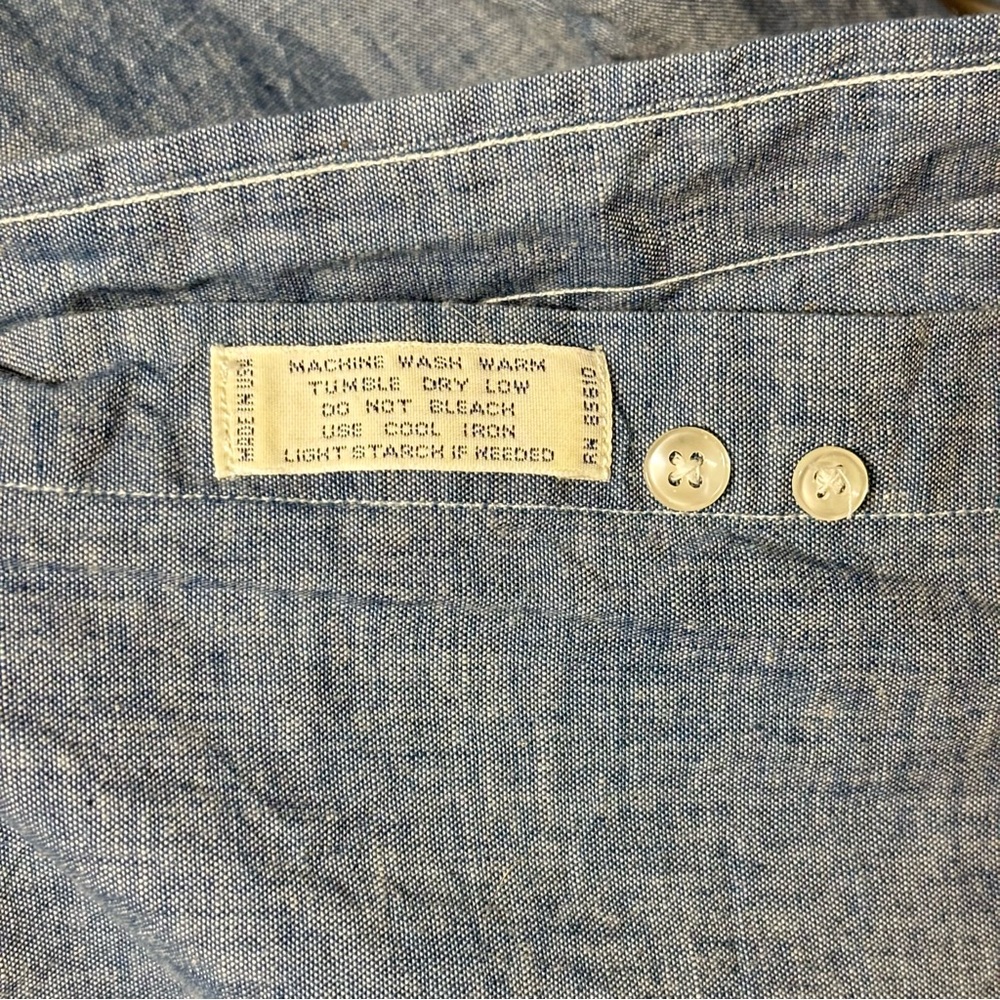 MADE IN USA
MACHINE WASH WARM
TUMBLE DRY LOW
DO NOT BLEACH
USE COOL IRON
LIGHT STARCH IF NEEDED
RN 85610